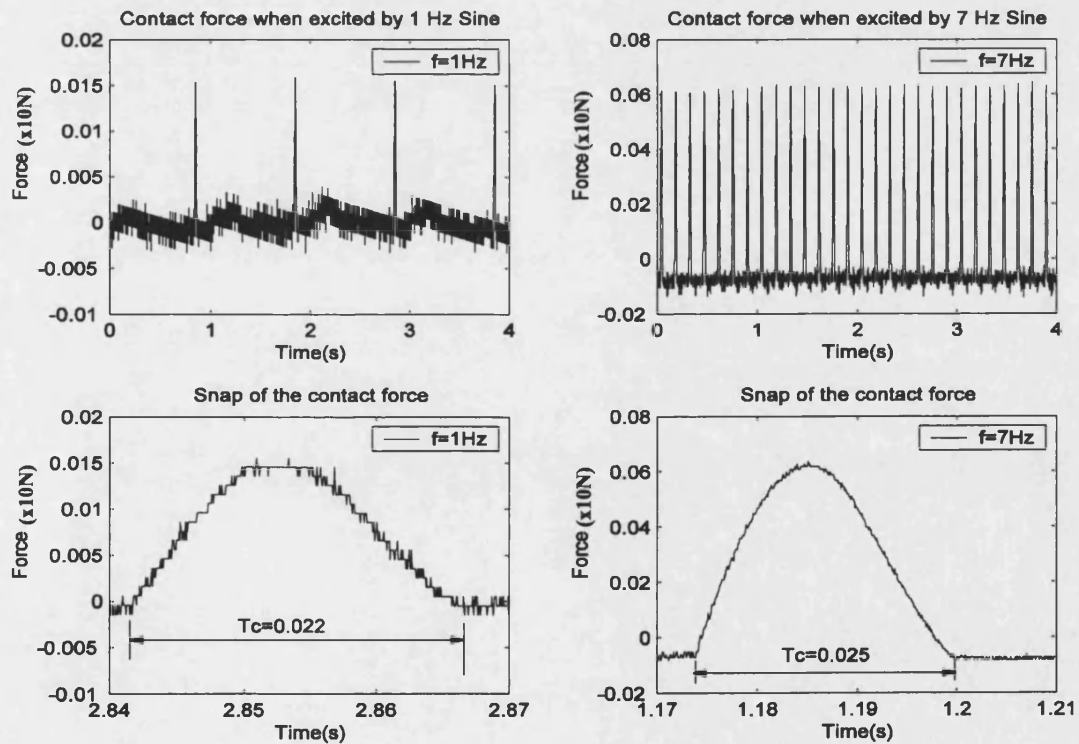 Contact force when excited by 1 Hz Sine
0.02
0.015
0.01
0.005
0
-0.005
-0.01
Force (x10N)
f=1Hz
0 1 2 3 4
Time(s)
Contact force when excited by 7 Hz Sine
0.08
0.06
0.04
0.02
0
-0.02
Force (x10N)
f=7Hz
0 1 2 3 4
Time(s)
Snap of the contact force
0.02
0.015
0.01
0.005
0
-0.005
-0.01
Force (x10N)
f=1Hz
Tc=0.022
2.84 2.85 2.86 2.87
Time(s)
Snap of the contact force
0.08
0.06
0.04
0.02
0
-0.02
Force (x10N)
f=7Hz
Tc=0.025
1.17 1.18 1.19 1.2 1.21
Time(s)